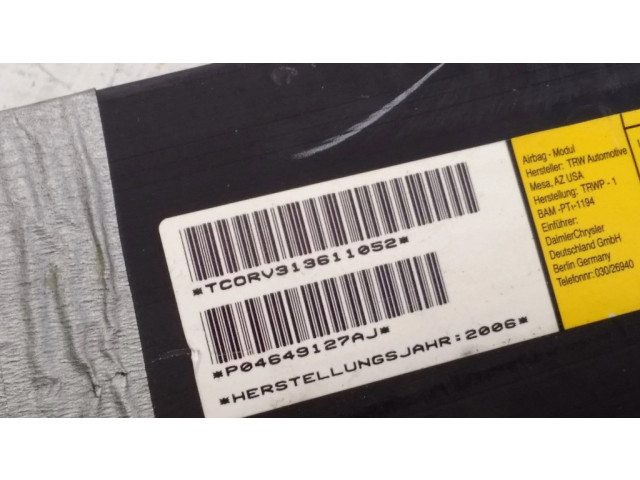 *TCORV313611052*
*P04649127AJ*
*HERSTELLUNGSJAHR:2006*
Airbag - Modul
Hersteller: TRW Automotive
Mesa, AZ USA
Herstellung: TRWP - 1
BAM -PT₁-1194
Einführer:
DaimlerChrysler
Deutschland GmbH
Berlin Germany
Telefonnr: 030/26940